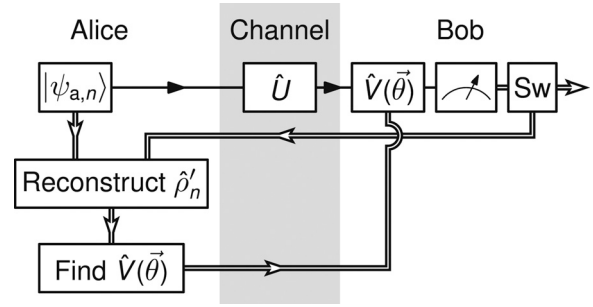 Alice Channel Bob
|ψₐ,ₙ⟩ Û V̂(θ⃗) Sw
Reconstruct ρ̂′ₙ
Find V̂(θ⃗)